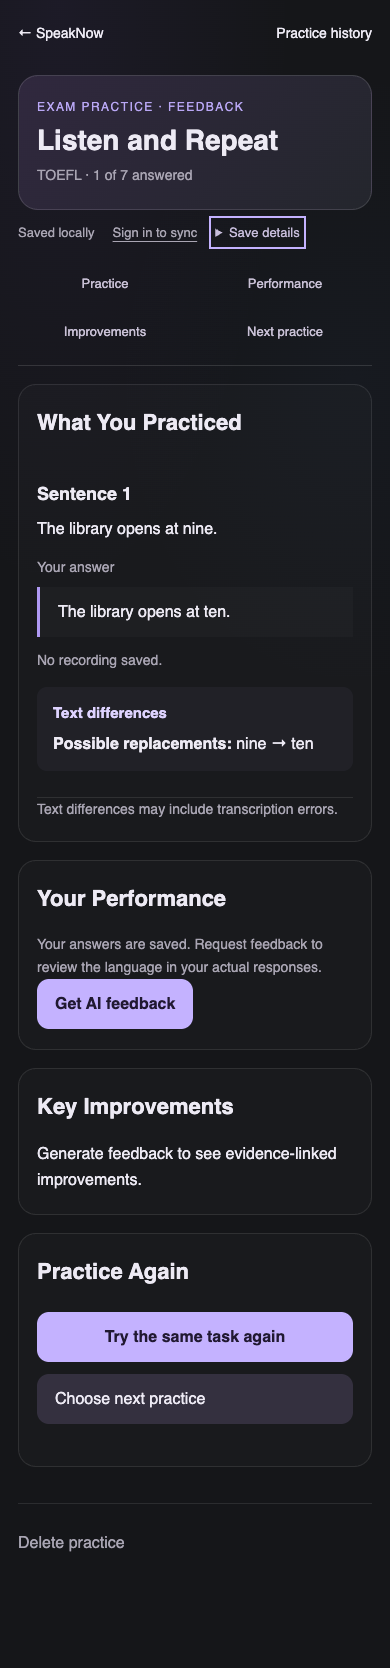 ← SpeakNow
Practice history
EXAM PRACTICE · FEEDBACK
Listen and Repeat
TOEFL · 1 of 7 answered
Saved locally
Sign in to sync
▶ Save details
Practice
Performance
Improvements
Next practice
What You Practiced
Sentence 1
The library opens at nine.
Your answer
The library opens at ten.
No recording saved.
Text differences
Possible replacements: nine → ten
Text differences may include transcription errors.
Your Performance
Your answers are saved. Request feedback to
review the language in your actual responses.
Get AI feedback
Key Improvements
Generate feedback to see evidence-linked
improvements.
Practice Again
Try the same task again
Choose next practice
Delete practice